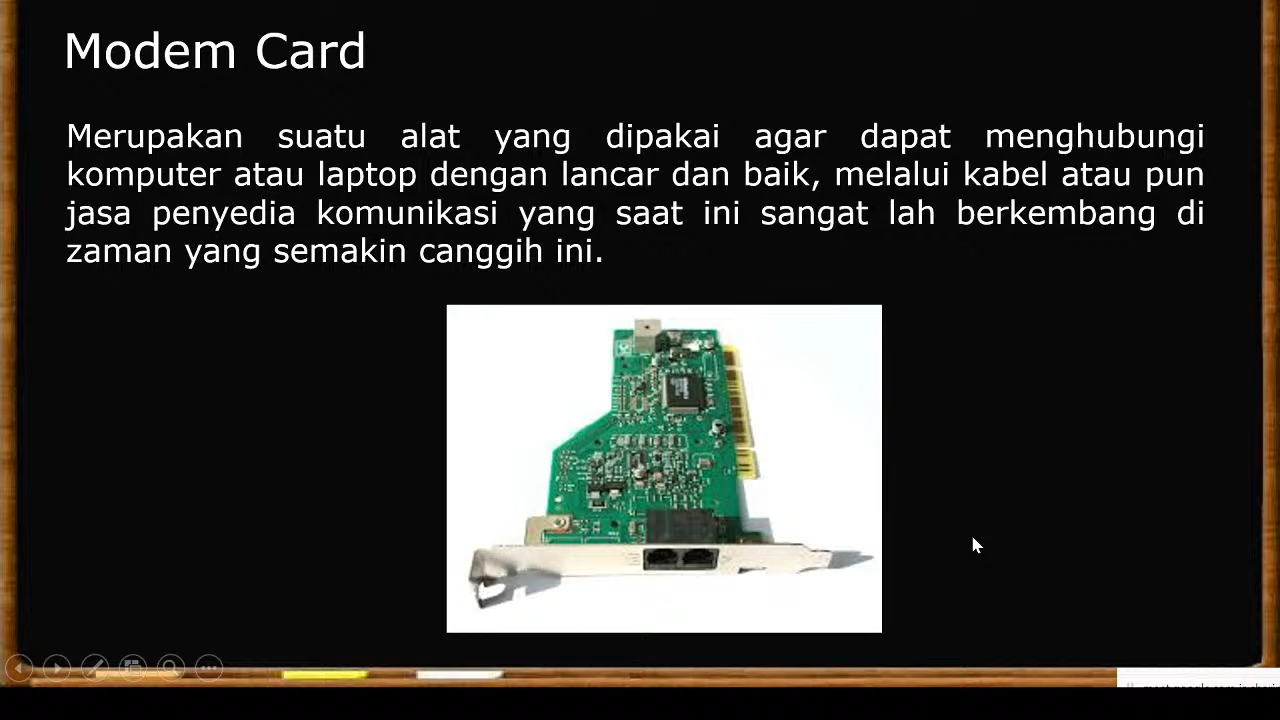 Modem Card
Merupakan suatu alat yang dipakai agar dapat menghubungi
komputer atau laptop dengan lancar dan baik, melalui kabel atau pun
jasa penyedia komunikasi yang saat ini sangat lah berkembang di
zaman yang semakin canggih ini.